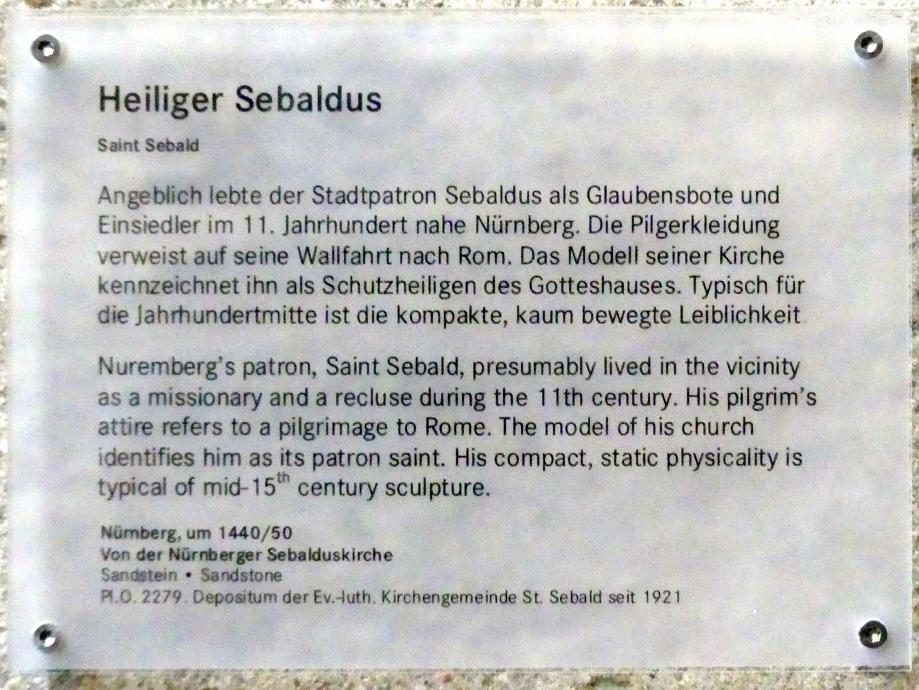 Heiliger Sebaldus
Saint Sebald
Angeblich lebte der Stadtpatron Sebaldus als Glaubensbote und
Einsiedler im 11. Jahrhundert nahe Nürnberg. Die Pilgerkleidung
verweist auf seine Wallfahrt nach Rom. Das Modell seiner Kirche
kennzeichnet ihn als Schutzheiligen des Gotteshauses. Typisch für
die Jahrhundertmitte ist die kompakte, kaum bewegte Leiblichkeit
Nuremberg's patron, Saint Sebald, presumably lived in the vicinity
as a missionary and a recluse during the 11th century. His pilgrim's
attire refers to a pilgrimage to Rome. The model of his church
identifies him as its patron saint. His compact, static physicality is
typical of mid-15th century sculpture.
Nürnberg, um 1440/50
Von der Nürnberger Sebalduskirche
Sandstein • Sandstone
Pl.O. 2279. Depositum der Ev.-luth. Kirchengemeinde St. Sebald seit 1921